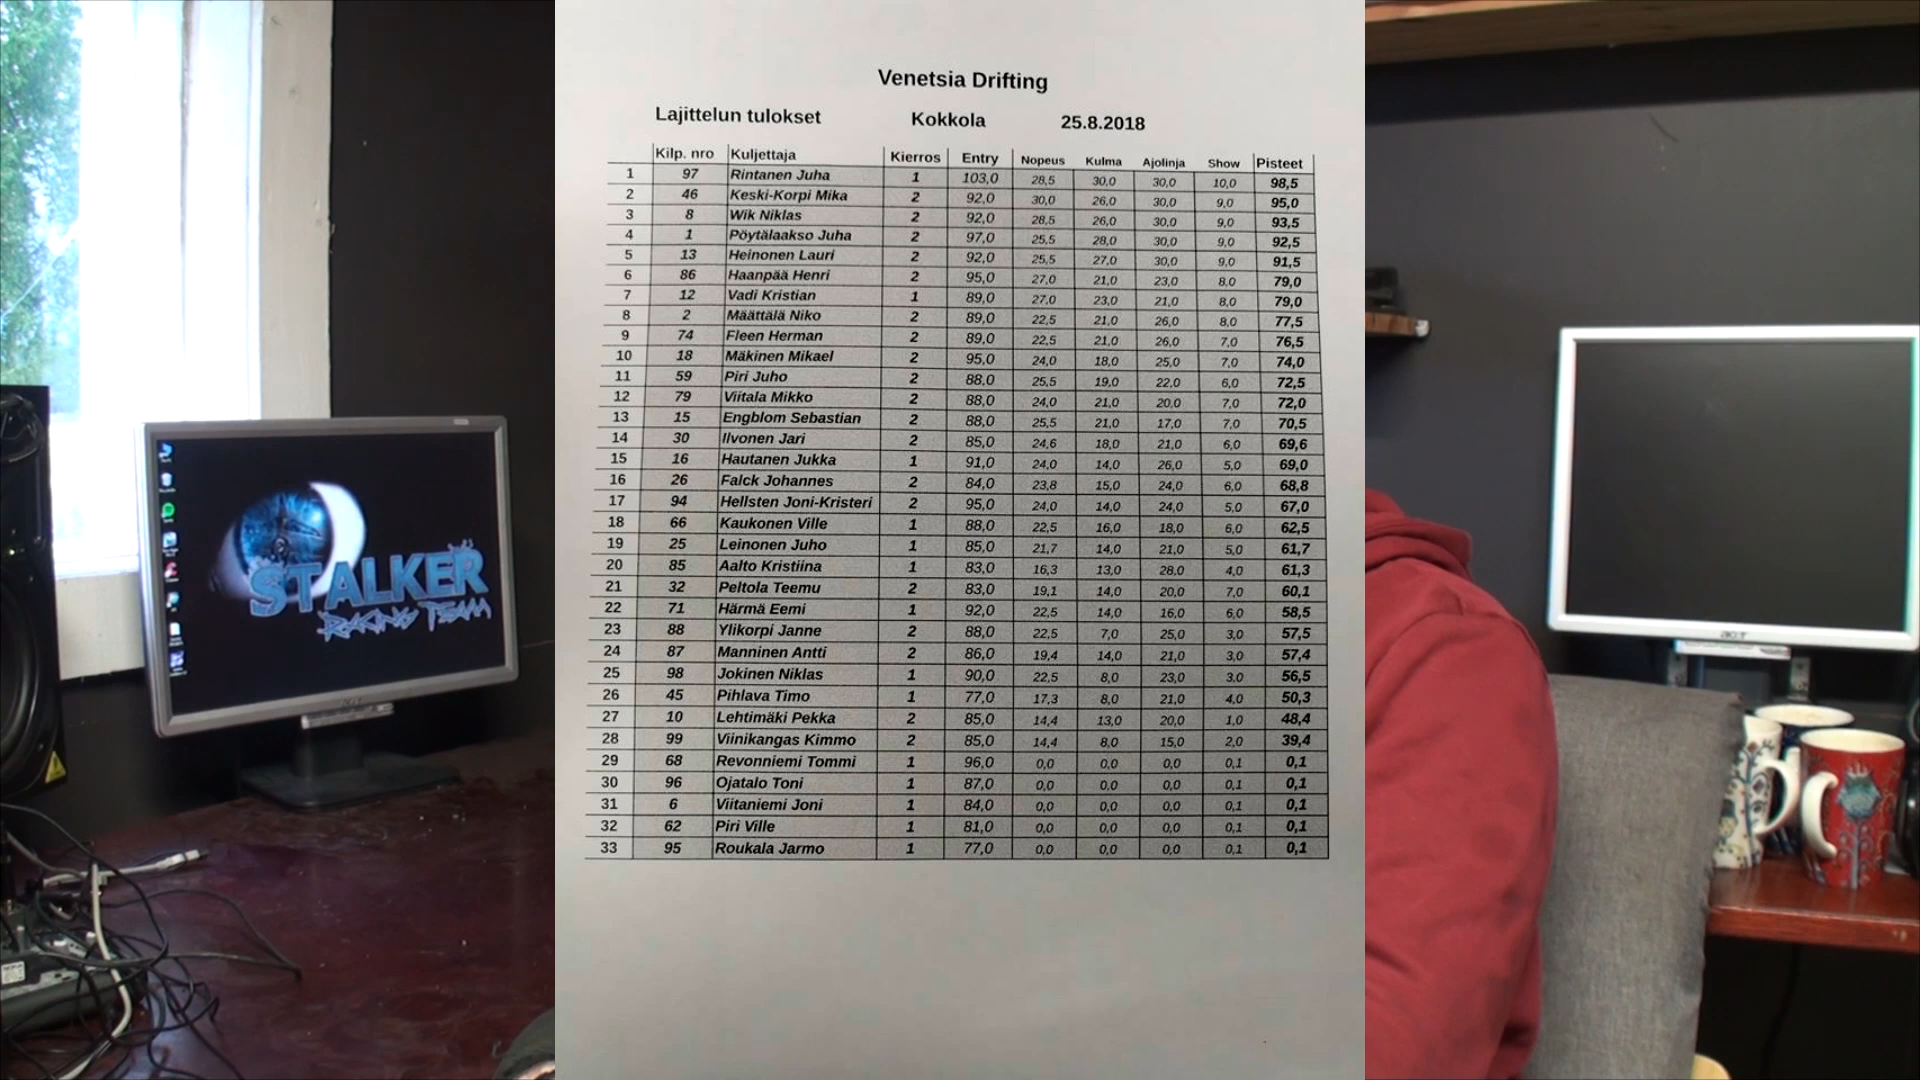 Venetsia Drifting
Lajittelun tulokset Kokkola 25.8.2018
Kilp. nro Kuljettaja Kierros Entry Nopeus Kulma Ajolinja Show Pisteet
1 97 Rintanen Juha 1 103,0 28,5 30,0 30,0 10,0 98,5
2 46 Keski-Korpi Mika 2 92,0 30,0 26,0 30,0 9,0 95,0
3 8 Wik Niklas 2 92,0 28,5 26,0 30,0 9,0 93,5
4 1 Pöytälaakso Juha 2 97,0 25,5 28,0 30,0 9,0 92,5
5 13 Heinonen Lauri 2 92,0 25,5 27,0 30,0 9,0 91,5
6 86 Haanpää Henri 2 95,0 27,0 21,0 23,0 8,0 79,0
7 12 Vadi Kristian 1 89,0 27,0 23,0 21,0 8,0 79,0
8 2 Määttälä Niko 2 89,0 22,5 21,0 26,0 8,0 77,5
9 74 Fleen Herman 2 89,0 22,5 21,0 26,0 7,0 76,5
10 18 Mäkinen Mikael 2 95,0 24,0 18,0 25,0 7,0 74,0
11 59 Piri Juho 2 88,0 25,5 19,0 22,0 6,0 72,5
12 79 Viitala Mikko 2 88,0 24,0 21,0 20,0 7,0 72,0
13 15 Engblom Sebastian 2 88,0 25,5 21,0 17,0 7,0 70,5
14 30 Ilvonen Jari 2 85,0 24,6 18,0 21,0 6,0 69,6
15 16 Hautanen Jukka 1 91,0 24,0 14,0 26,0 5,0 69,0
16 26 Falck Johannes 2 84,0 23,8 15,0 24,0 6,0 68,8
17 94 Hellsten Joni-Kristeri 2 95,0 24,0 14,0 24,0 5,0 67,0
18 66 Kaukonen Ville 1 88,0 22,5 16,0 18,0 6,0 62,5
19 25 Leinonen Juho 1 85,0 21,7 14,0 21,0 5,0 61,7
20 85 Aalto Kristiina 1 83,0 16,3 13,0 28,0 4,0 61,3
21 32 Peltola Teemu 2 83,0 19,1 14,0 20,0 7,0 60,1
22 71 Härmä Eemi 1 92,0 22,5 14,0 16,0 6,0 58,5
23 88 Ylikorpi Janne 2 88,0 22,5 7,0 25,0 3,0 57,5
24 87 Manninen Antti 2 86,0 19,4 14,0 21,0 3,0 57,4
25 98 Jokinen Niklas 1 90,0 22,5 8,0 23,0 3,0 56,5
26 45 Pihlava Timo 1 77,0 17,3 8,0 21,0 4,0 50,3
27 10 Lehtimäki Pekka 2 85,0 14,4 13,0 20,0 1,0 48,4
28 99 Viinikangas Kimmo 2 85,0 14,4 8,0 15,0 2,0 39,4
29 68 Revonniemi Tommi 1 96,0 0,0 0,0 0,0 0,1 0,1
30 96 Ojatalo Toni 1 87,0 0,0 0,0 0,0 0,1 0,1
31 6 Viitaniemi Joni 1 84,0 0,0 0,0 0,0 0,1 0,1
32 62 Piri Ville 1 81,0 0,0 0,0 0,0 0,1 0,1
33 95 Roukala Jarmo 1 77,0 0,0 0,0 0,0 0,1 0,1
STALKER
RACING TEAM
acer